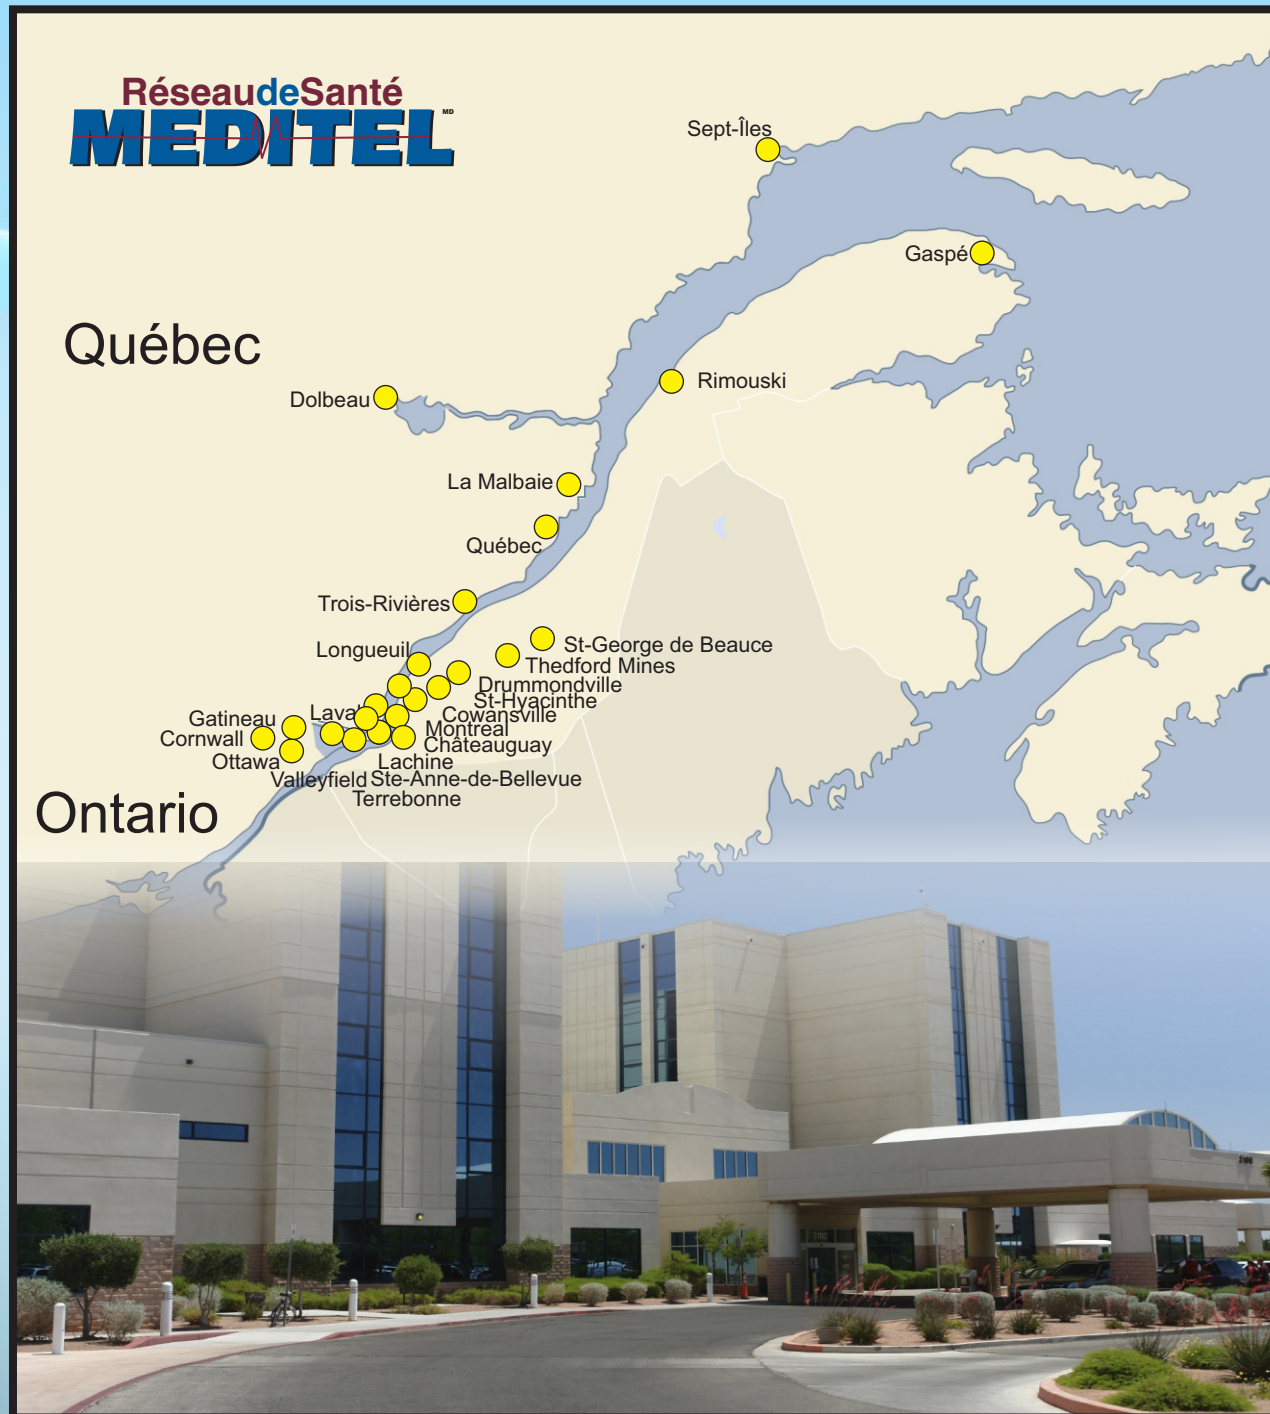 RéseaudeSanté
MEDITEL MD
Sept-Îles
Gaspé
Québec
Rimouski
Dolbeau
La Malbaie
Québec
Trois-Rivières
Longueuil
St-George de Beauce
Thedford Mines
Drummondville
St-Hyacinthe
Laval
Cowansville
Gatineau
Montreal
Cornwall
Châteauguay
Ottawa
Lachine
Valleyfield
Ste-Anne-de-Bellevue
Terrebonne
Ontario